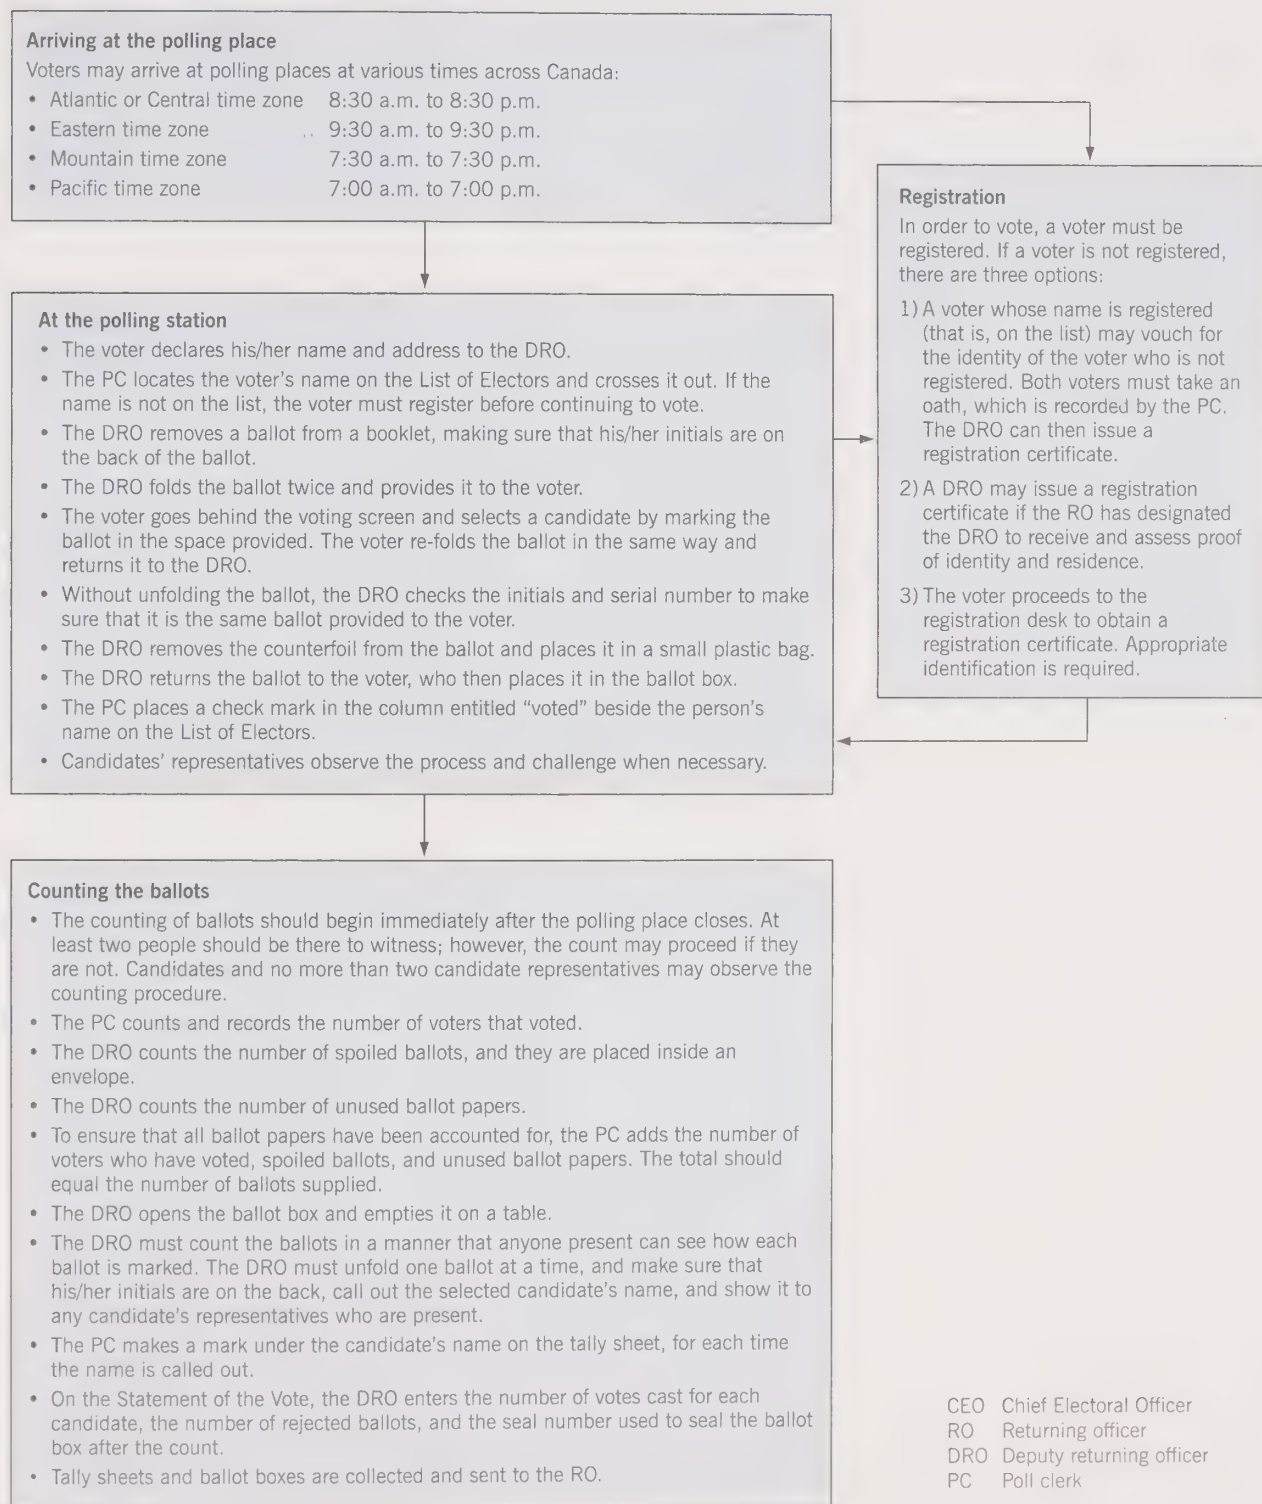 Arriving at the polling place
Voters may arrive at polling places at various times across Canada:
• Atlantic or Central time zone 8:30 a.m. to 8:30 p.m.
• Eastern time zone 9:30 a.m. to 9:30 p.m.
• Mountain time zone 7:30 a.m. to 7:30 p.m.
• Pacific time zone 7:00 a.m. to 7:00 p.m.
Registration
In order to vote, a voter must be
registered. If a voter is not registered,
there are three options:
1) A voter whose name is registered
(that is, on the list) may vouch for
the identity of the voter who is not
registered. Both voters must take an
oath, which is recorded by the PC.
The DRO can then issue a
registration certificate.
2) A DRO may issue a registration
certificate if the RO has designated
the DRO to receive and assess proof
of identity and residence.
3) The voter proceeds to the
registration desk to obtain a
registration certificate. Appropriate
identification is required.
At the polling station
• The voter declares his/her name and address to the DRO.
• The PC locates the voter's name on the List of Electors and crosses it out. If the
name is not on the list, the voter must register before continuing to vote.
• The DRO removes a ballot from a booklet, making sure that his/her initials are on
the back of the ballot.
• The DRO folds the ballot twice and provides it to the voter.
• The voter goes behind the voting screen and selects a candidate by marking the
ballot in the space provided. The voter re-folds the ballot in the same way and
returns it to the DRO.
• Without unfolding the ballot, the DRO checks the initials and serial number to make
sure that it is the same ballot provided to the voter.
• The DRO removes the counterfoil from the ballot and places it in a small plastic bag.
• The DRO returns the ballot to the voter, who then places it in the ballot box.
• The PC places a check mark in the column entitled "voted" beside the person's
name on the List of Electors.
• Candidates' representatives observe the process and challenge when necessary.
Counting the ballots
• The counting of ballots should begin immediately after the polling place closes. At
least two people should be there to witness; however, the count may proceed if they
are not. Candidates and no more than two candidate representatives may observe the
counting procedure.
• The PC counts and records the number of voters that voted.
• The DRO counts the number of spoiled ballots, and they are placed inside an
envelope.
• The DRO counts the number of unused ballot papers.
• To ensure that all ballot papers have been accounted for, the PC adds the number of
voters who have voted, spoiled ballots, and unused ballot papers. The total should
equal the number of ballots supplied.
• The DRO opens the ballot box and empties it on a table.
• The DRO must count the ballots in a manner that anyone present can see how each
ballot is marked. The DRO must unfold one ballot at a time, and make sure that
his/her initials are on the back, call out the selected candidate's name, and show it to
any candidate's representatives who are present.
• The PC makes a mark under the candidate's name on the tally sheet, for each time
the name is called out.
• On the Statement of the Vote, the DRO enters the number of votes cast for each
candidate, the number of rejected ballots, and the seal number used to seal the ballot
box after the count.
• Tally sheets and ballot boxes are collected and sent to the RO.
CEO Chief Electoral Officer
RO Returning officer
DRO Deputy returning officer
PC Poll clerk